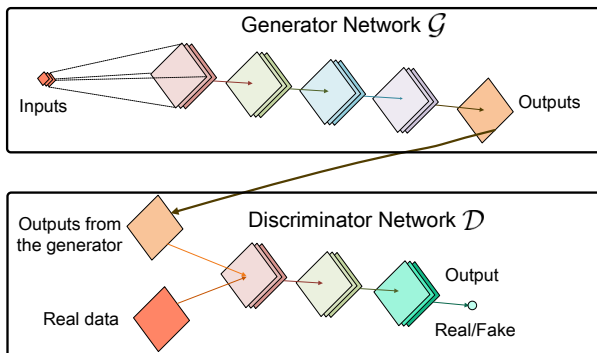 Generator Network 𝒢
Inputs
Outputs
Outputs from
the generator
Discriminator Network 𝒟
Real data
Output
Real/Fake